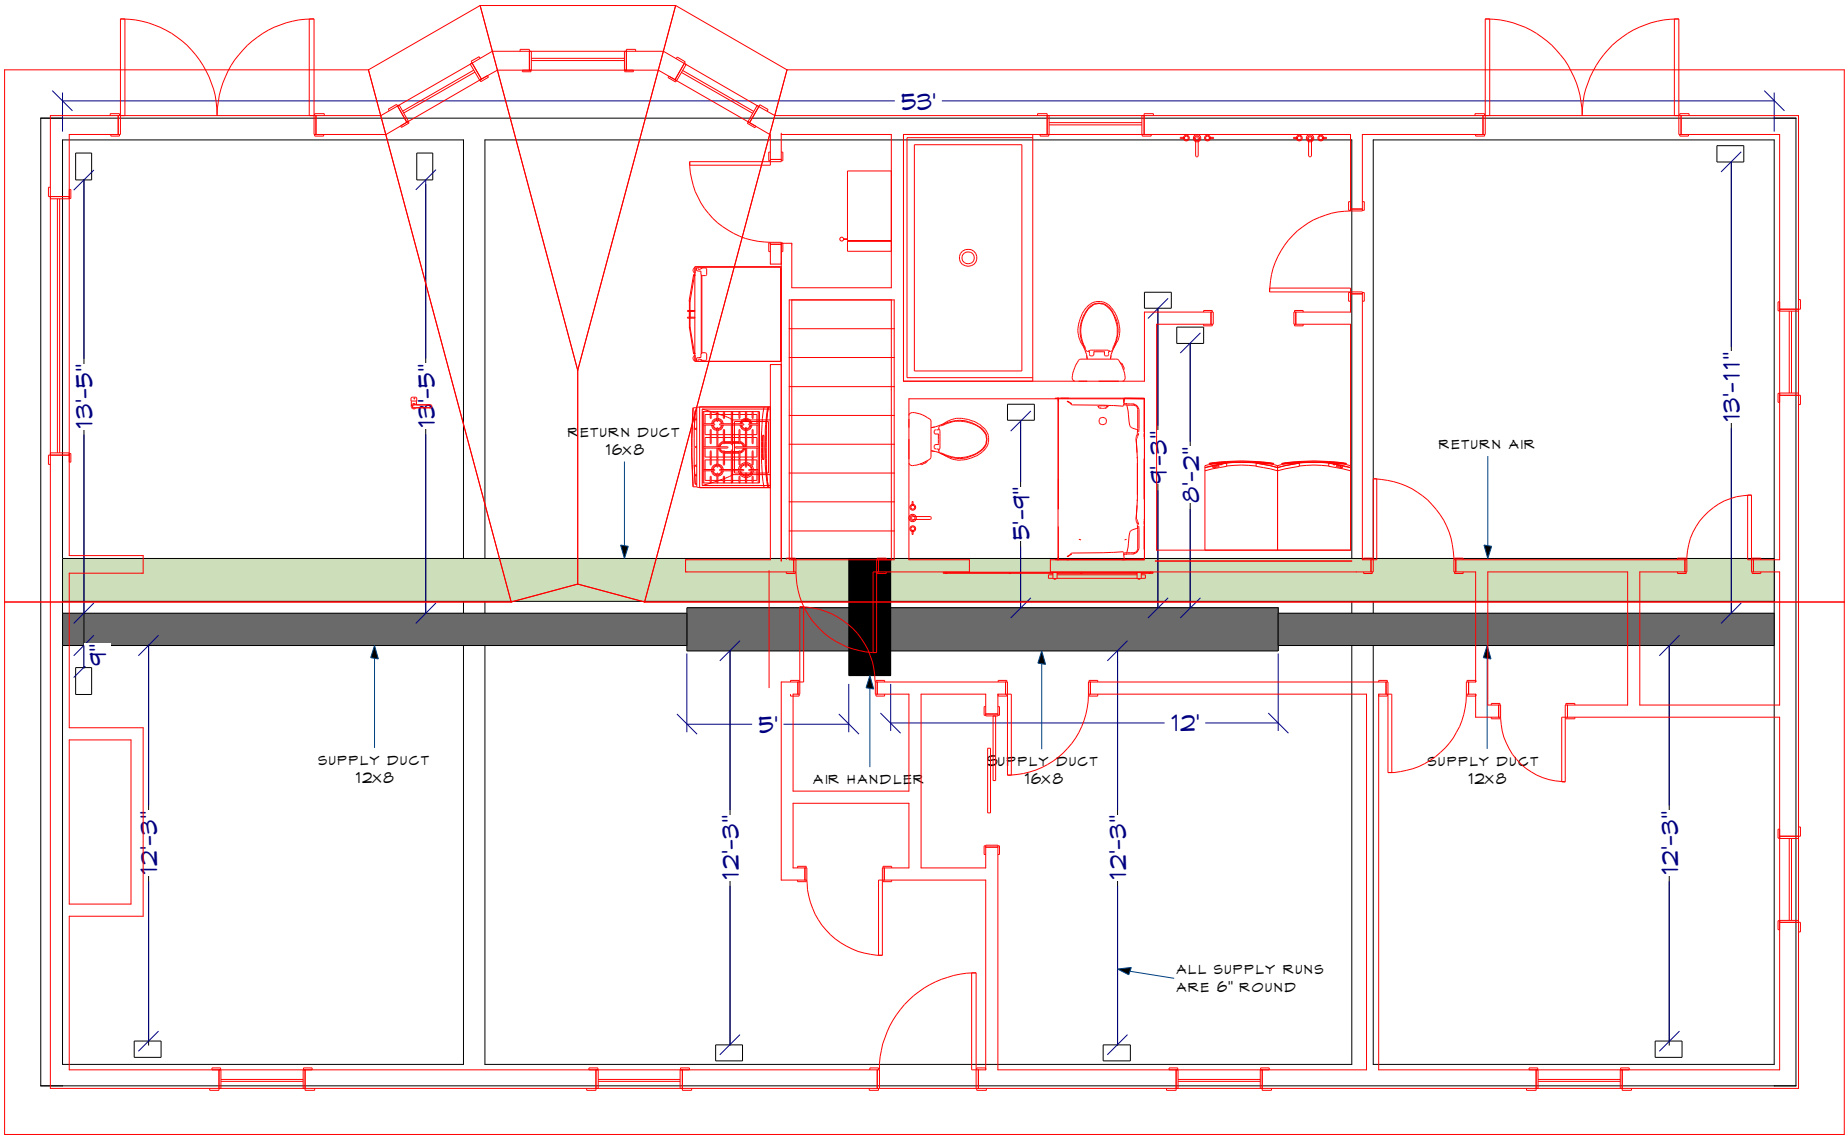 53'
13'-5"
13'-5"
RETURN DUCT
16x8
5'-9"
9'-3"
8'-2"
RETURN AIR
13'-11"
9"
SUPPLY DUCT
12x8
5'
12'
AIR HANDLER
SUPPLY DUCT
16x8
SUPPLY DUCT
12x8
12'-3"
12'-3"
12'-3"
12'-3"
ALL SUPPLY RUNS
ARE 6" ROUND